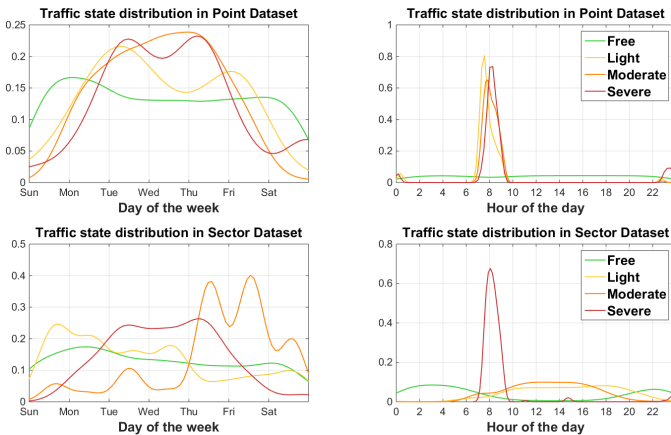 Traffic state distribution in Point Dataset
0.25
0.2
0.15
0.1
0.05
0
Sun Mon Tue Wed Thu Fri Sat
Day of the week
Traffic state distribution in Point Dataset
1
0.8
0.6
0.4
0.2
0
Free
Light
Moderate
Severe
0 2 4 6 8 10 12 14 16 18 20 22
Hour of the day
Traffic state distribution in Sector Dataset
0.5
0.4
0.3
0.2
0.1
0
Sun Mon Tue Wed Thu Fri Sat
Day of the week
Traffic state distribution in Sector Dataset
0.8
0.6
0.4
0.2
0
Free
Light
Moderate
Severe
0 2 4 6 8 10 12 14 16 18 20 22
Hour of the day